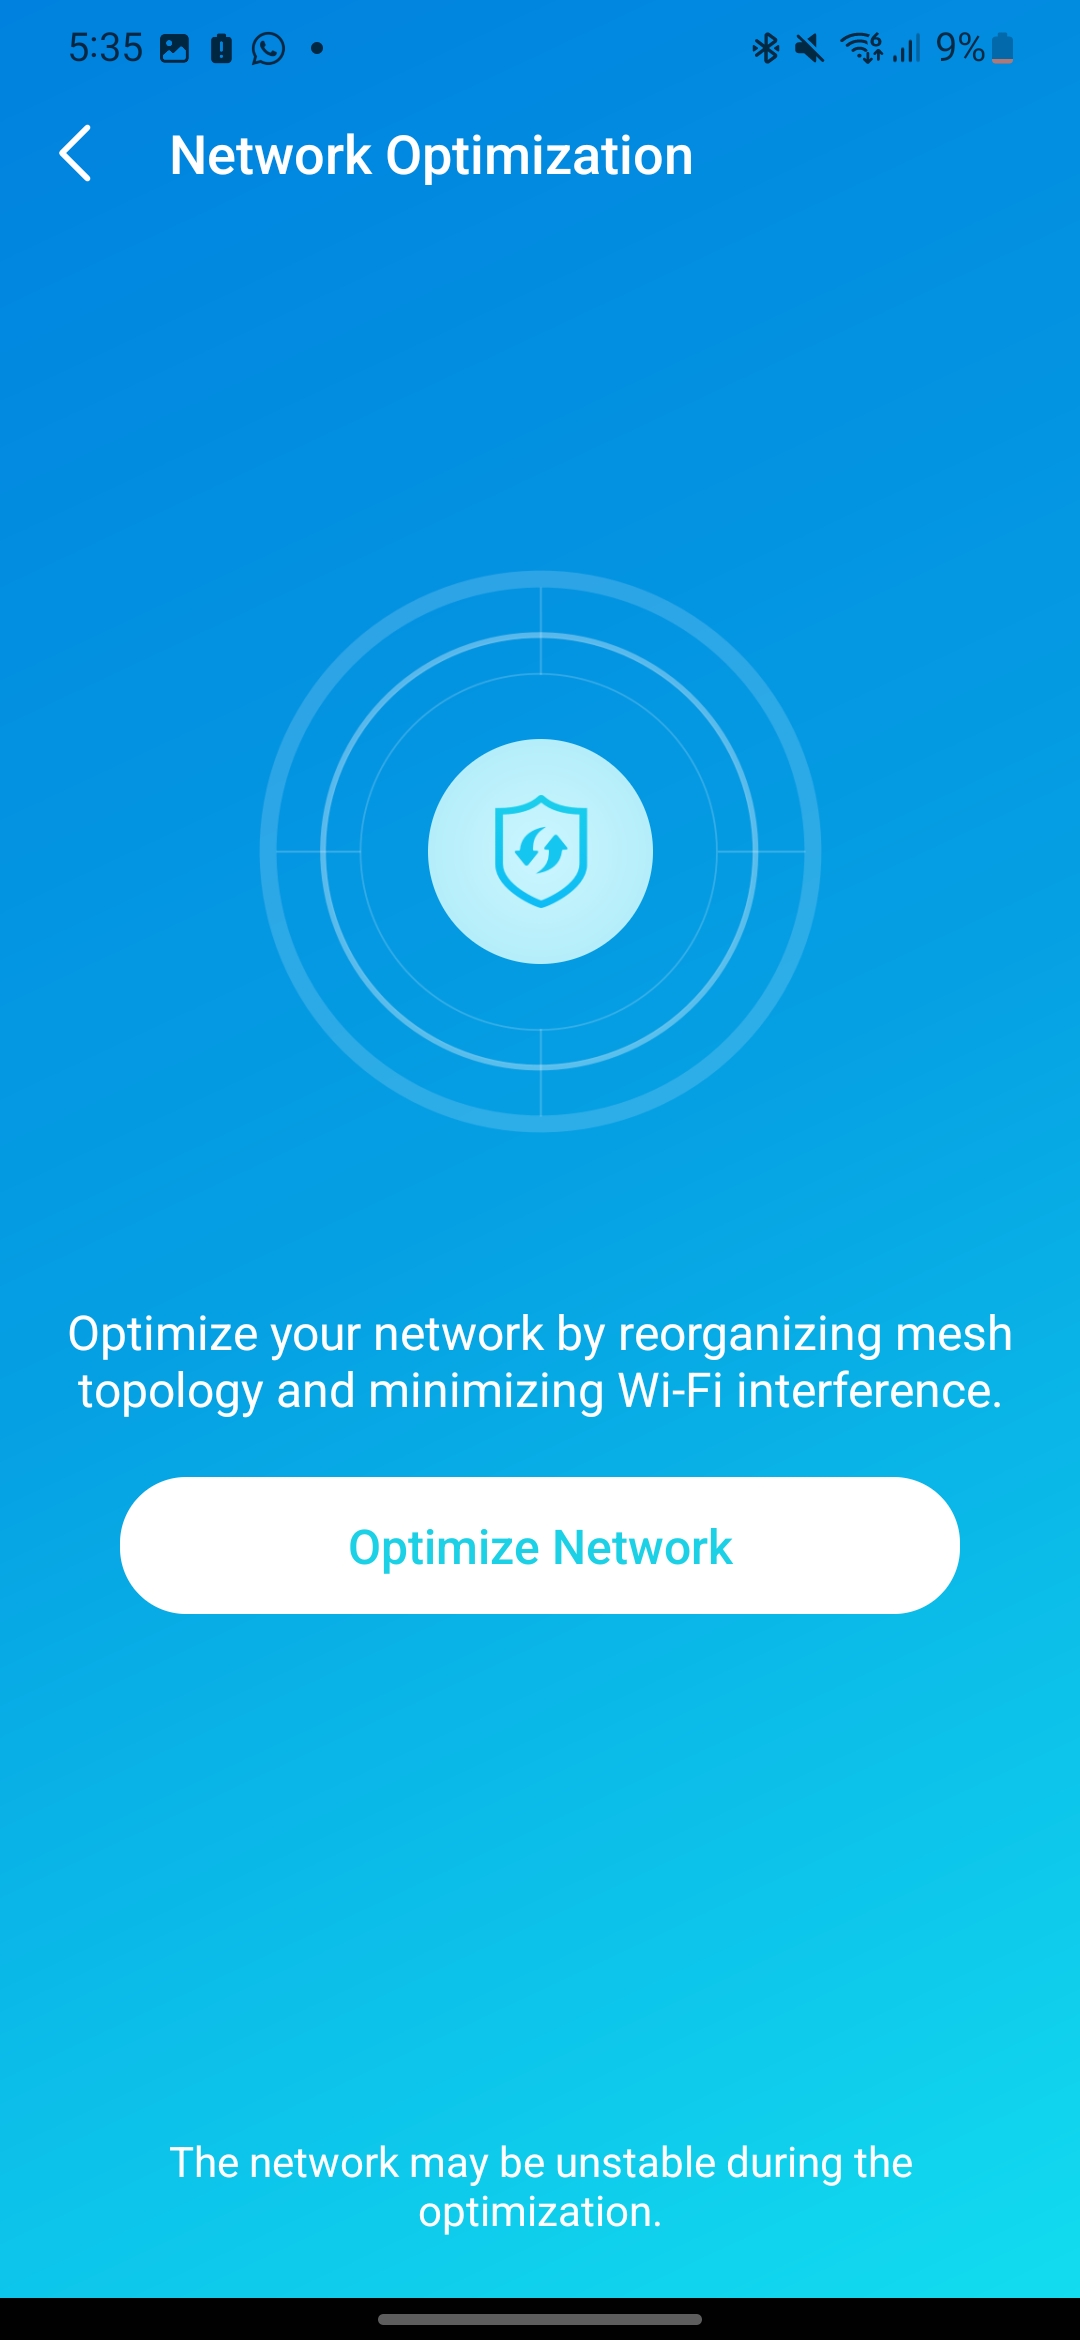 5:35 6 9%
Network Optimization
Optimize your network by reorganizing mesh
topology and minimizing Wi-Fi interference.
Optimize Network
The network may be unstable during the
optimization.